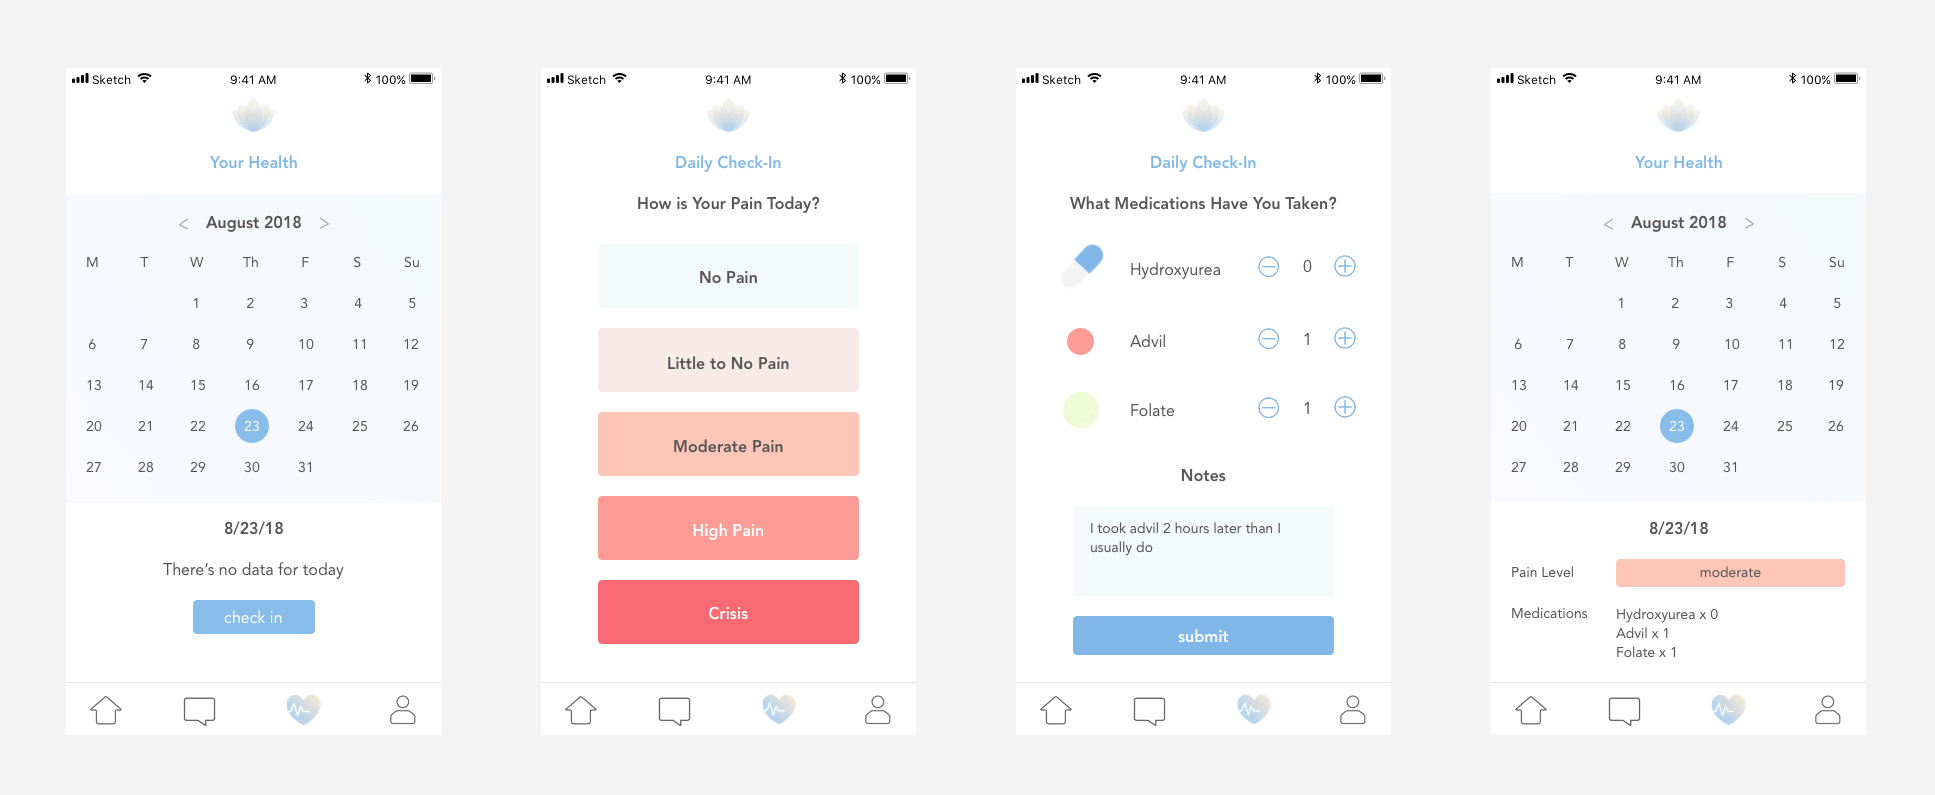 Sketch 9:41 AM 100%
Your Health
< August 2018 >
M T W Th F S Su
1 2 3 4 5
6 7 8 9 10 11 12
13 14 15 16 17 18 19
20 21 22 23 24 25 26
27 28 29 30 31
8/23/18
There's no data for today
check in
Sketch 9:41 AM 100%
Daily Check-In
How is Your Pain Today?
No Pain
Little to No Pain
Moderate Pain
High Pain
Crisis
Sketch 9:41 AM 100%
Daily Check-In
What Medications Have You Taken?
Hydroxyurea 0
Advil 1
Folate 1
Notes
I took advil 2 hours later than I
usually do
submit
Sketch 9:41 AM 100%
Your Health
< August 2018 >
M T W Th F S Su
1 2 3 4 5
6 7 8 9 10 11 12
13 14 15 16 17 18 19
20 21 22 23 24 25 26
27 28 29 30 31
8/23/18
Pain Level moderate
Medications Hydroxyurea x 0
Advil x 1
Folate x 1